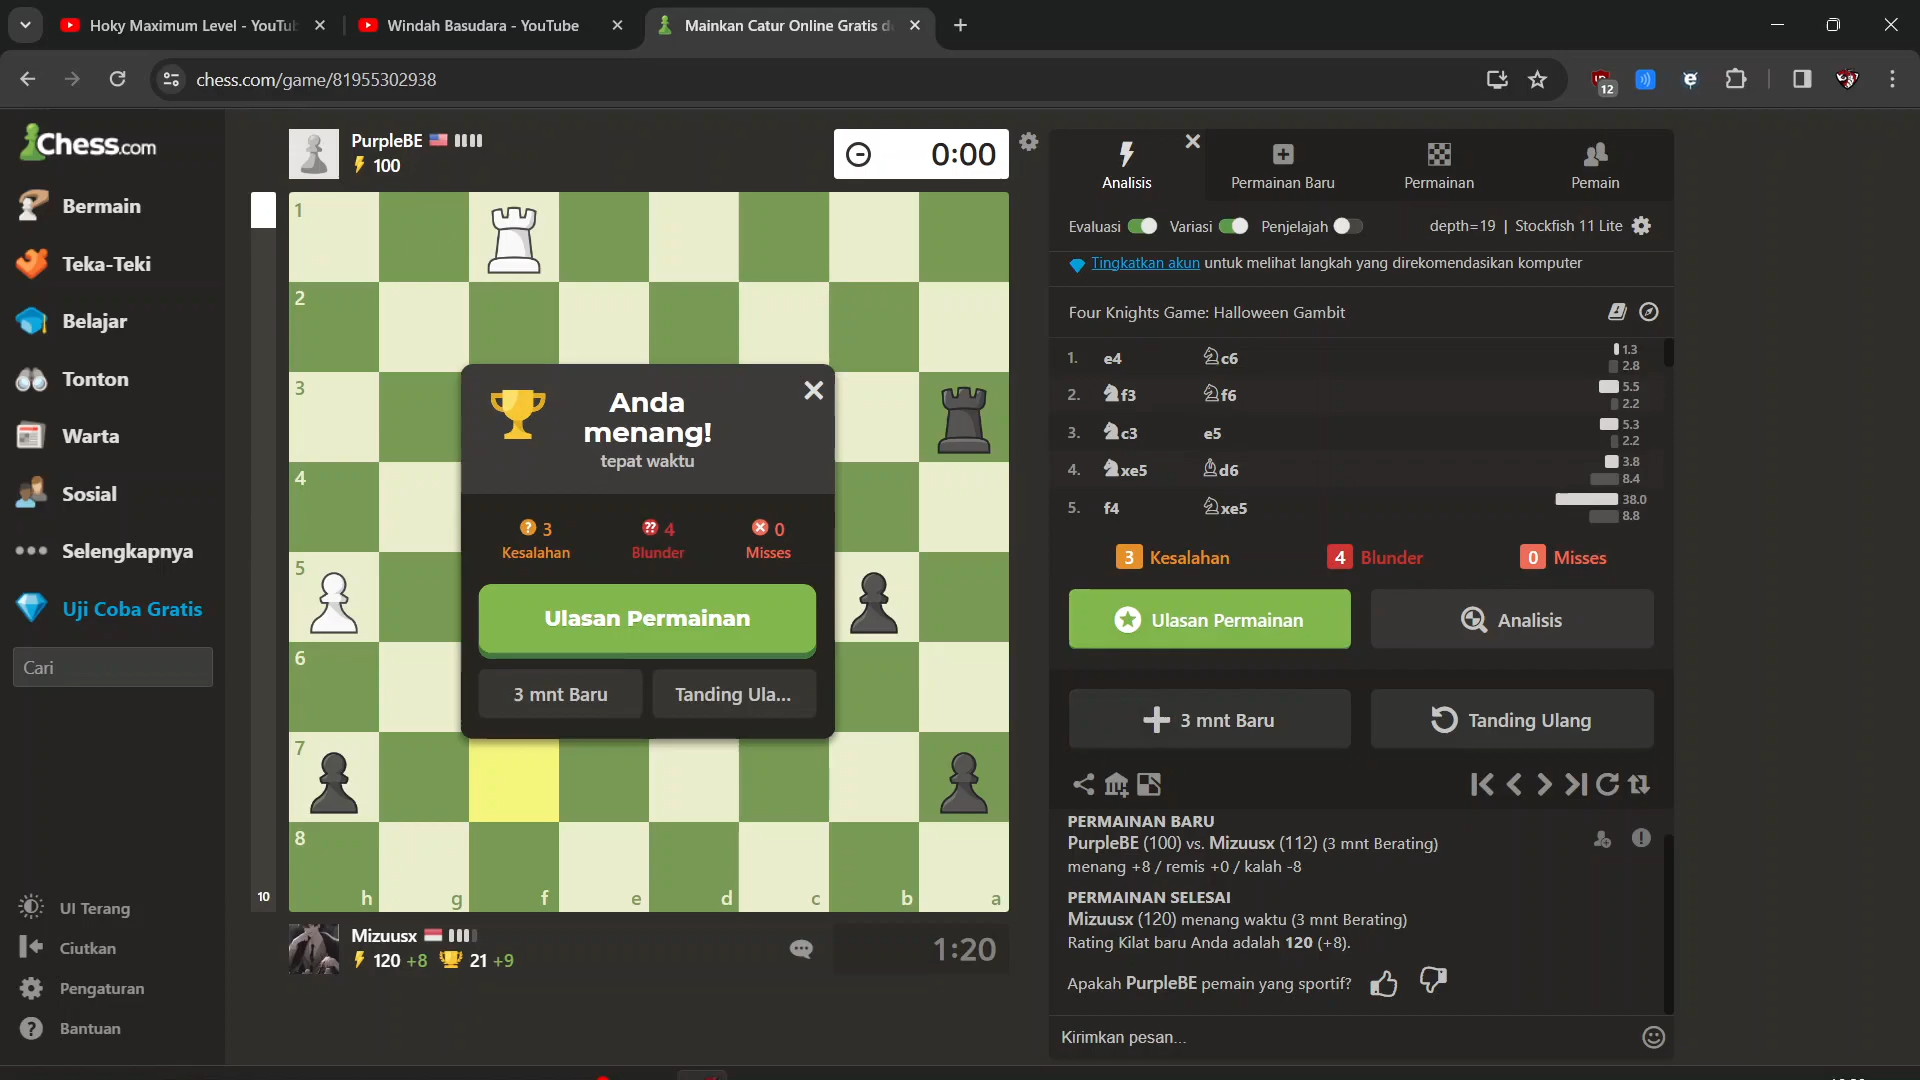 Hoky Maximum Level - YouTub
Windah Basudara - YouTube
Mainkan Catur Online Gratis d
chess.com/game/81955302938
12
Chess.com
Bermain
Teka-Teki
Belajar
Tonton
Warta
Sosial
Selengkapnya
Uji Coba Gratis
Cari
UI Terang
Ciutkan
Pengaturan
Bantuan
PurpleBE
100
0:00
1
2
3
4
5
6
7
8
h g f e d c b a
10
Anda
menang!
tepat waktu
? 3 ?? 4 0
Kesalahan Blunder Misses
Ulasan Permainan
3 mnt Baru Tanding Ula...
Mizuusx
120 +8 21 +9
1:20
Analisis Permainan Baru Permainan Pemain
Evaluasi Variasi Penjelajah depth=19 | Stockfish 11 Lite
Tingkatkan akun untuk melihat langkah yang direkomendasikan komputer
Four Knights Game: Halloween Gambit
1. e4 ♘c6 1.3
2.8
2. ♞f3 ♘f6 5.5
2.2
3. ♞c3 e5 5.3
2.2
4. ♞xe5 ♗d6 3.8
8.4
5. f4 ♘xe5 38.0
8.8
3 Kesalahan 4 Blunder 0 Misses
Ulasan Permainan Analisis
3 mnt Baru Tanding Ulang
PERMAINAN BARU
PurpleBE (100) vs. Mizuusx (112) (3 mnt Berating)
menang +8 / remis +0 / kalah -8
PERMAINAN SELESAI
Mizuusx (120) menang waktu (3 mnt Berating)
Rating Kilat baru Anda adalah 120 (+8).
Apakah PurpleBE pemain yang sportif?
Kirimkan pesan...